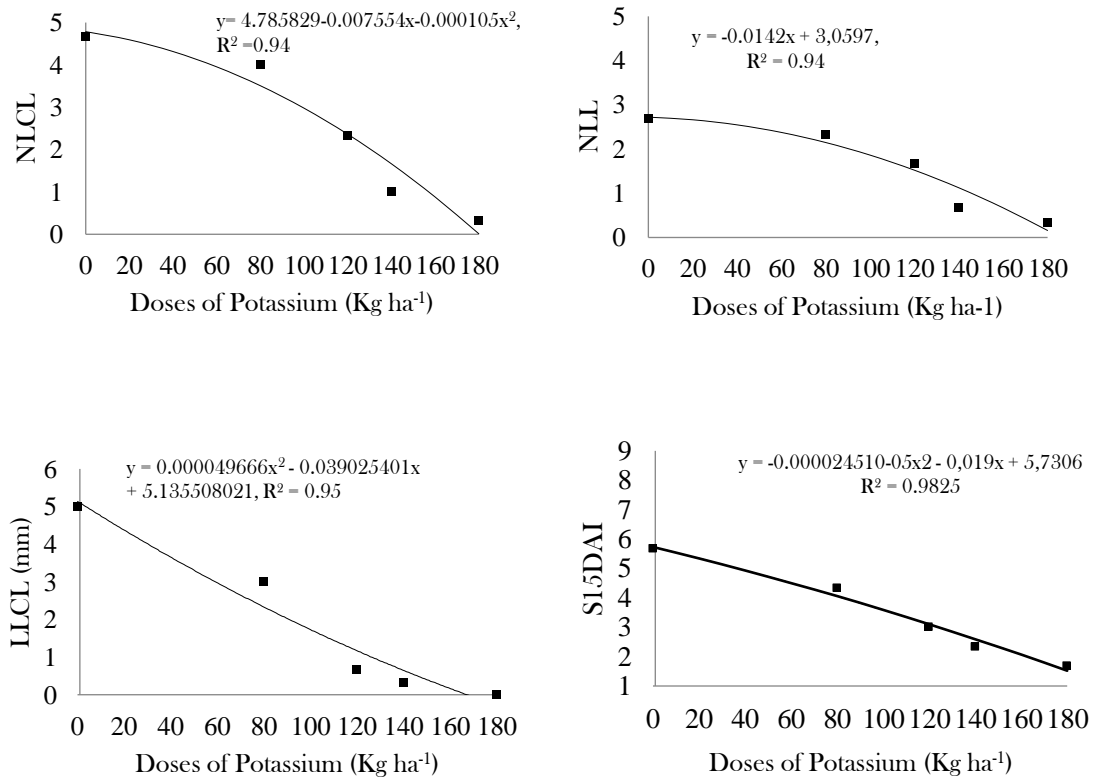 y= 4.785829-0.007554x-0.000105x²,
R² = 0.94
NLCL
5
4
3
2
1
0
0 20 40 60 80 100 120 140 160 180
Doses of Potassium (Kg ha⁻¹)
y = -0.0142x + 3,0597,
R² = 0.94
NLL
5
4
3
2
1
0
0 20 40 60 80 100 120 140 160 180
Doses of Potassium (Kg ha-1)
y = 0.000049666x² - 0.039025401x
+ 5.135508021, R² = 0.95
LLCL (mm)
6
5
4
3
2
1
0
0 20 40 60 80 100 120 140 160 180
Doses of Potassium (Kg ha⁻¹)
y = -0.000024510-05x2 - 0,019x + 5,7306
R² = 0.9825
S15DAI
9
8
7
6
5
4
3
2
1
0 20 40 60 80 100 120 140 160 180
Doses of Potassium (Kg ha⁻¹)